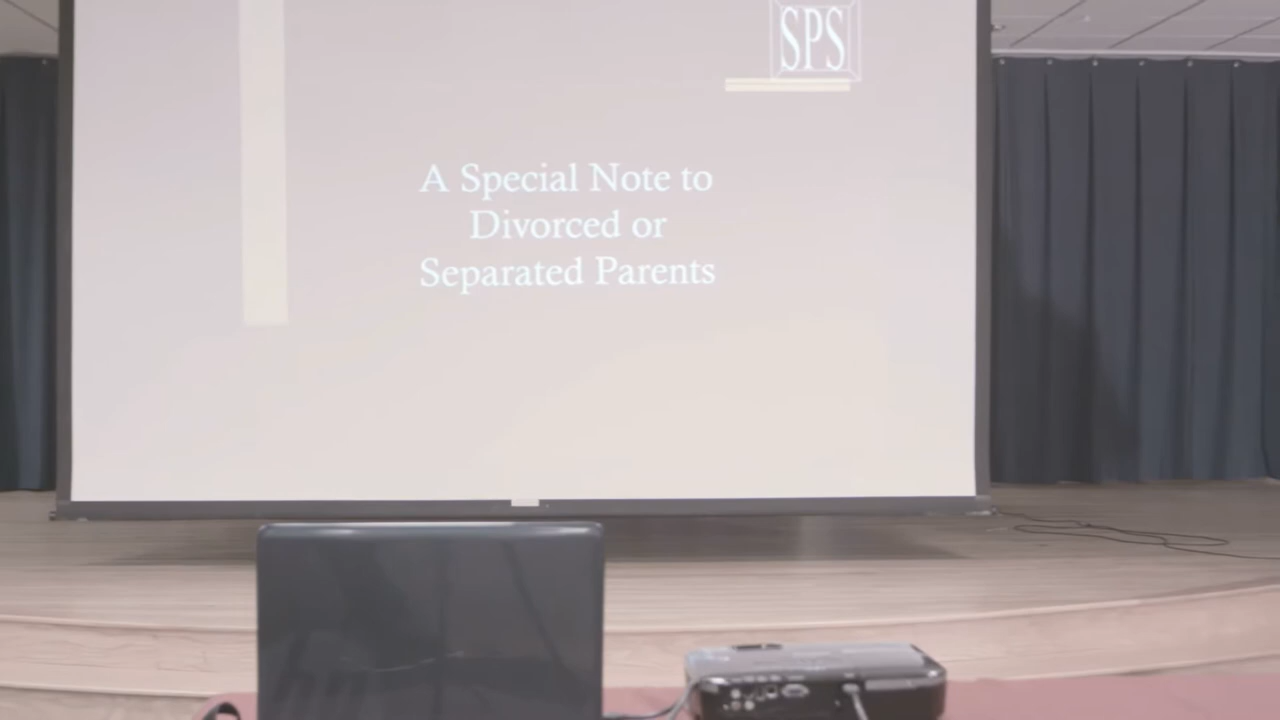 SPS
A Special Note to
Divorced or
Separated Parents